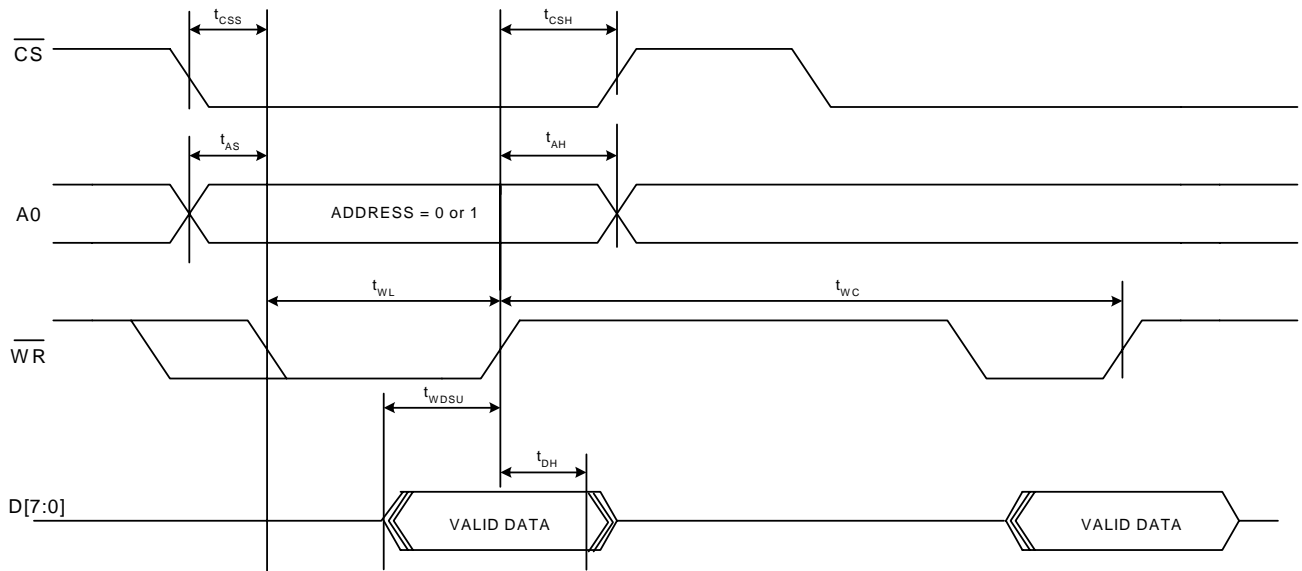 tCSS
tCSH
CS
tAS
tAH
A0
ADDRESS = 0 or 1
tWL
tWC
WR
tWDSU
tDH
D[7:0]
VALID DATA
VALID DATA